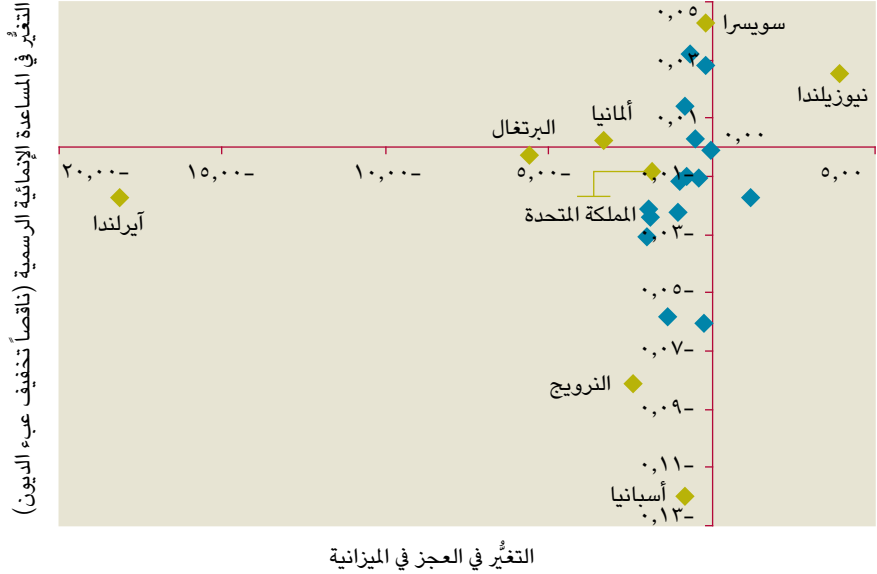 التغيُّر في المساعدة الإنمائية الرسمية (ناقصاً تخفيف عبء الديون)
٠,٠٥
سويسرا
٠,٠٣
نيوزيلندا
ألمانيا
٠,٠١
البرتغال
٠,٠٠
٢٠,٠٠–
١٥,٠٠–
١٠,٠٠–
٥,٠٠–
٠,٠١–
٥,٠٠
آيرلندا
المملكة المتحدة
٠,٠٣–
٠,٠٥–
٠,٠٧–
النرويج
٠,٠٩–
٠,١١–
أسبانيا
٠,١٣–
التغيُّر في العجز في الميزانية